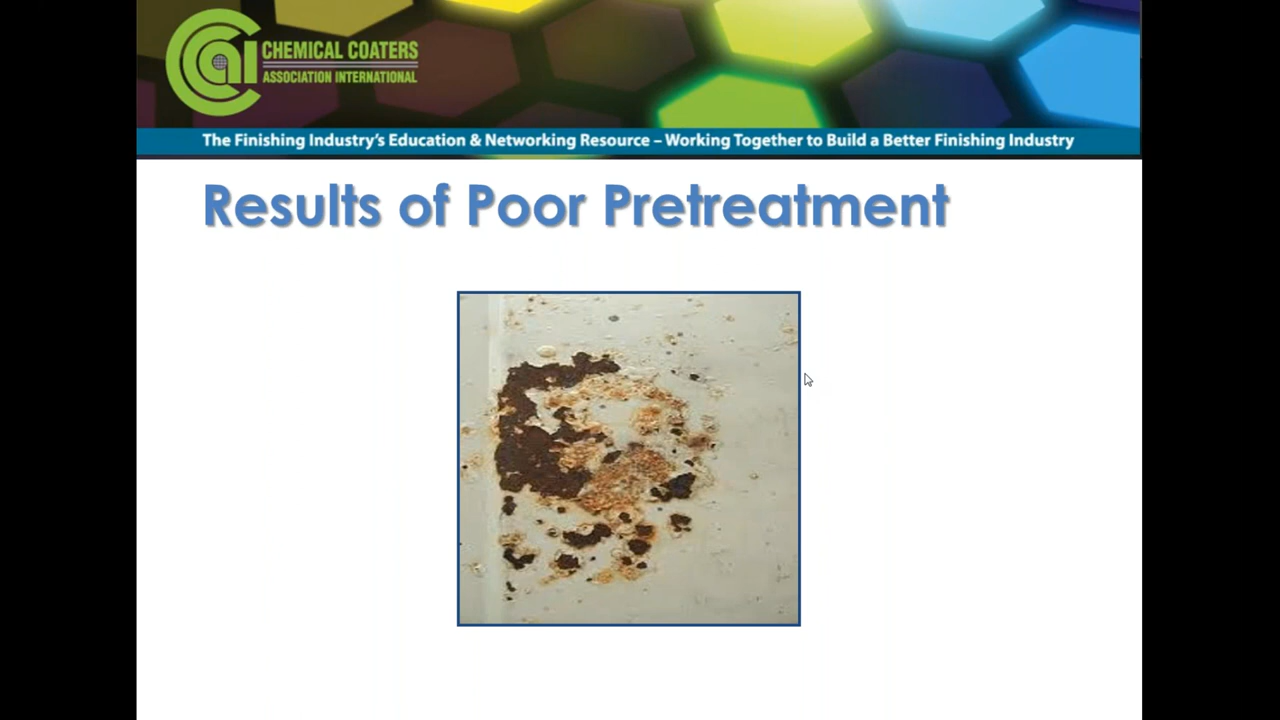 CHEMICAL COATERS
ASSOCIATION INTERNATIONAL
The Finishing Industry's Education & Networking Resource – Working Together to Build a Better Finishing Industry
Results of Poor Pretreatment